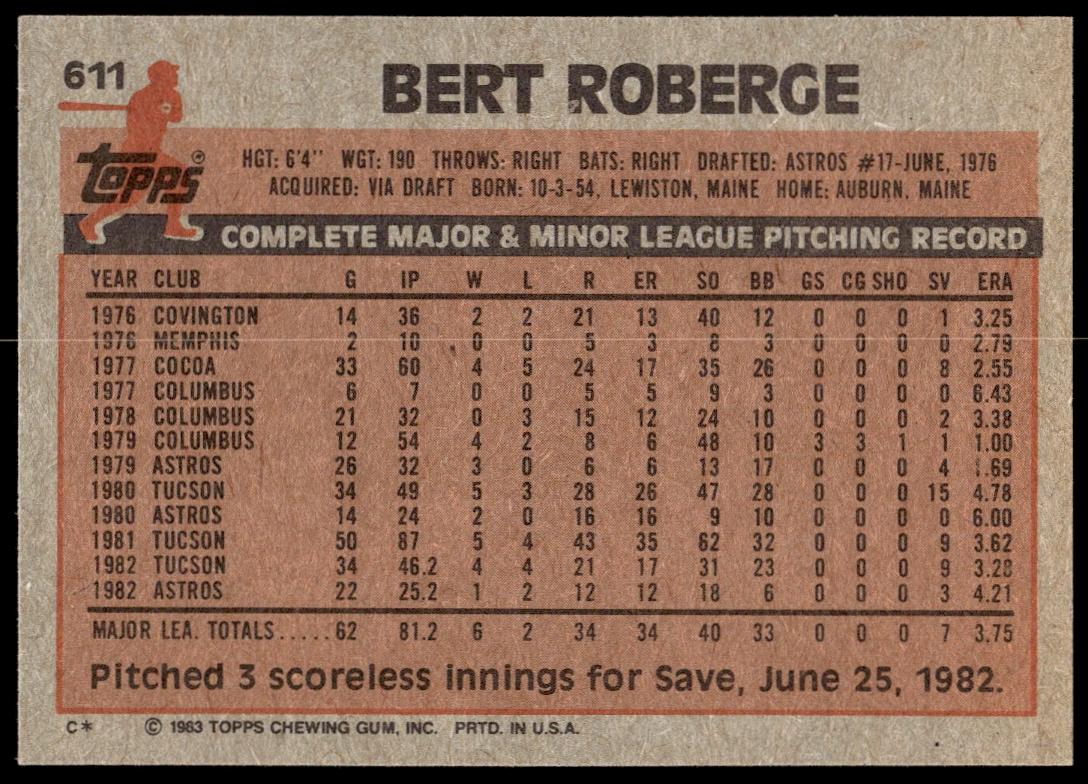 611
BERT ROBERGE
TOPPS ®
HGT: 6'4" WGT: 190 THROWS: RIGHT BATS: RIGHT DRAFTED: ASTROS #17-JUNE, 1976
ACQUIRED: VIA DRAFT BORN: 10-3-54, LEWISTON, MAINE HOME: AUBURN, MAINE
COMPLETE MAJOR & MINOR LEAGUE PITCHING RECORD
YEAR CLUB G IP W L R ER SO BB GS CG SHO SV ERA
1976 COVINGTON 14 36 2 2 21 13 40 12 0 0 0 1 3.25
1976 MEMPHIS 2 10 0 0 5 3 8 3 0 0 0 0 2.79
1977 COCOA 33 60 4 5 24 17 35 26 0 0 0 8 2.55
1977 COLUMBUS 6 7 0 0 5 5 9 3 0 0 0 0 6.43
1978 COLUMBUS 21 32 0 3 15 12 24 10 0 0 0 2 3.38
1979 COLUMBUS 12 54 4 2 8 6 48 10 3 3 1 1 1.00
1979 ASTROS 26 32 3 0 6 6 13 17 0 0 0 4 1.69
1980 TUCSON 34 49 5 3 28 26 47 28 0 0 0 15 4.78
1980 ASTROS 14 24 2 0 16 16 9 10 0 0 0 0 6.00
1981 TUCSON 50 87 5 4 43 35 62 32 0 0 0 9 3.62
1982 TUCSON 34 46.2 4 4 21 17 31 23 0 0 0 9 3.28
1982 ASTROS 22 25.2 1 2 12 12 18 6 0 0 0 3 4.21
MAJOR LEA. TOTALS.....62 81.2 6 2 34 34 40 33 0 0 0 7 3.75
Pitched 3 scoreless innings for Save, June 25, 1982.
C* © 1983 TOPPS CHEWING GUM, INC. PRTD. IN U.S.A.